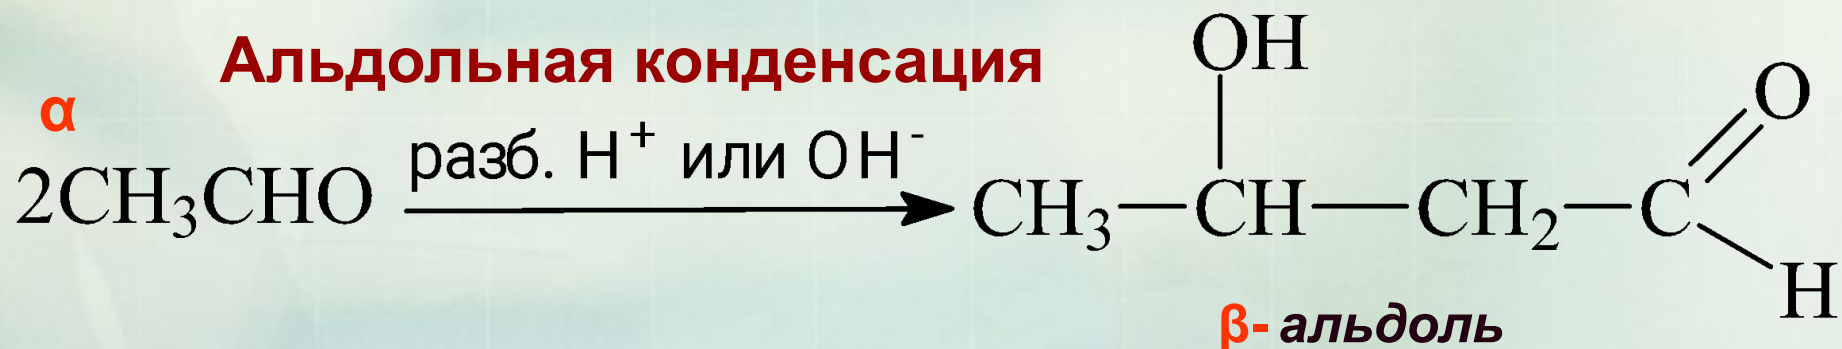 Альдольная конденсация
α
2CH₃CHO разб. H⁺ или OH⁻ CH₃—CH—CH₂—C
OH
O
H
β- альдоль